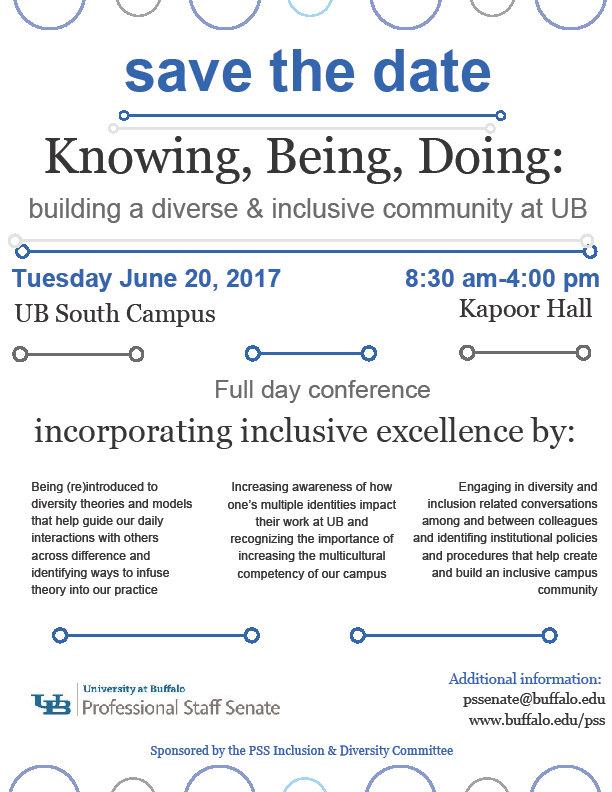 save the date
Knowing, Being, Doing:
building a diverse & inclusive community at UB
Tuesday June 20, 2017
8:30 am-4:00 pm
UB South Campus
Kapoor Hall
Full day conference
incorporating inclusive excellence by:
Being (re)introduced to
diversity theories and models
that help guide our daily
interactions with others
across difference and
identifying ways to infuse
theory into our practice
Increasing awareness of how
one's multiple identities impact
their work at UB and
recognizing the importance of
increasing the multicultural
competency of our campus
Engaging in diversity and
inclusion related conversations
among and between colleagues
and identifing institutional policies
and procedures that help create
and build an inclusive campus
community
UB
University at Buffalo
Professional Staff Senate
Additional information:
pssenate@buffalo.edu
www.buffalo.edu/pss
Sponsored by the PSS Inclusion & Diversity Committee